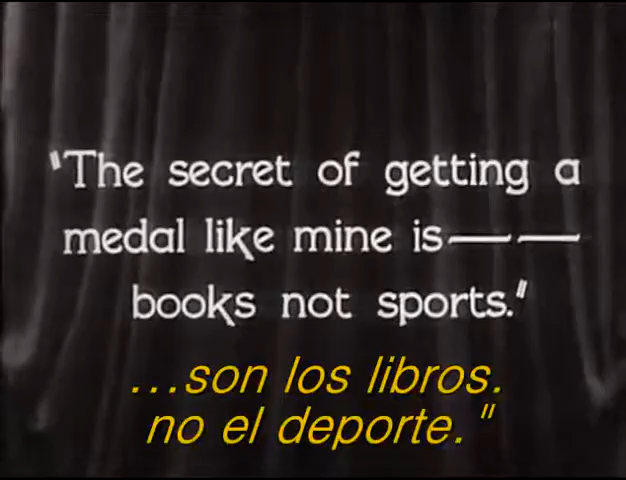 "The secret of getting a
medal like mine is — —
books not sports."
...son los libros.
no el deporte."